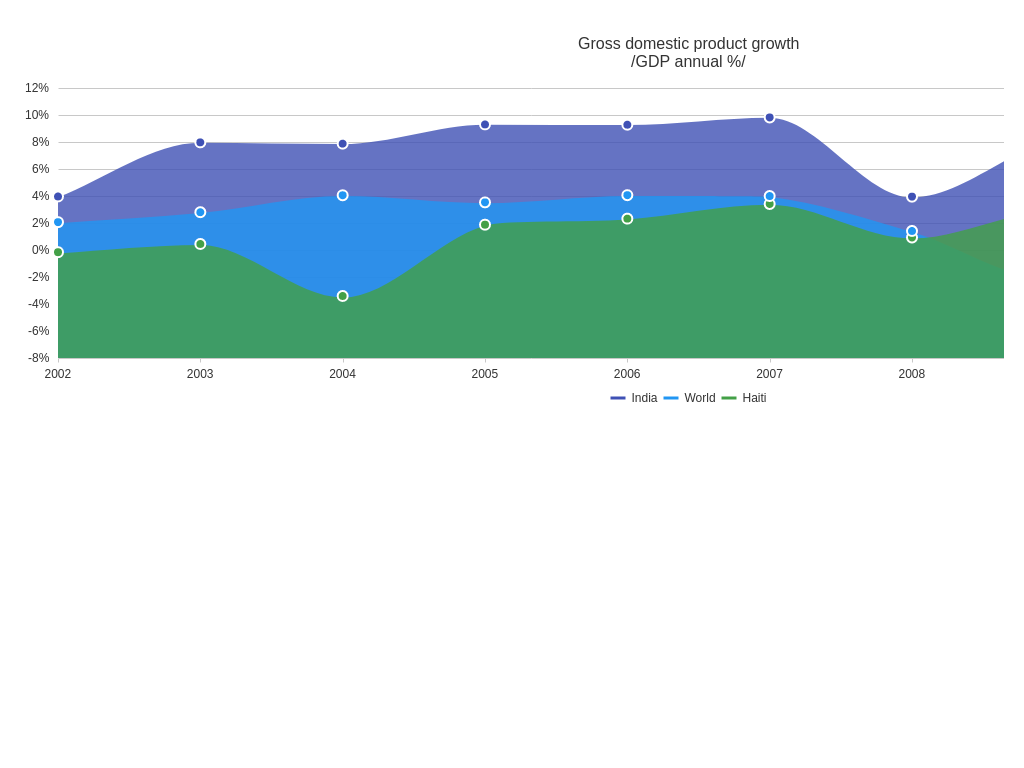 Gross domestic product growth
/GDP annual %/
12%
10%
8%
6%
4%
2%
0%
-2%
-4%
-6%
-8%
2002 2003 2004 2005 2006 2007 2008
India World Haiti